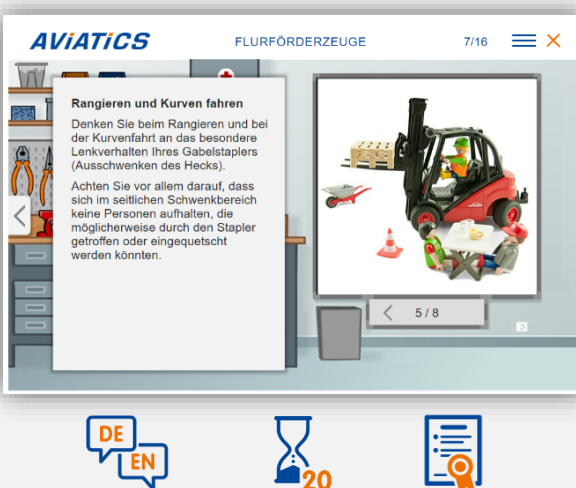 AViATiCS
FLURFÖRDERZEUGE
7/16
Rangieren und Kurven fahren
Denken Sie beim Rangieren und bei
der Kurvenfahrt an das besondere
Lenkverhalten Ihres Gabelstaplers
(Ausschwenken des Hecks).
Achten Sie vor allem darauf, dass
sich im seitlichen Schwenkbereich
keine Personen aufhalten, die
möglicherweise durch den Stapler
getroffen oder eingequetscht
werden könnten.
5 / 8
DE
EN
20